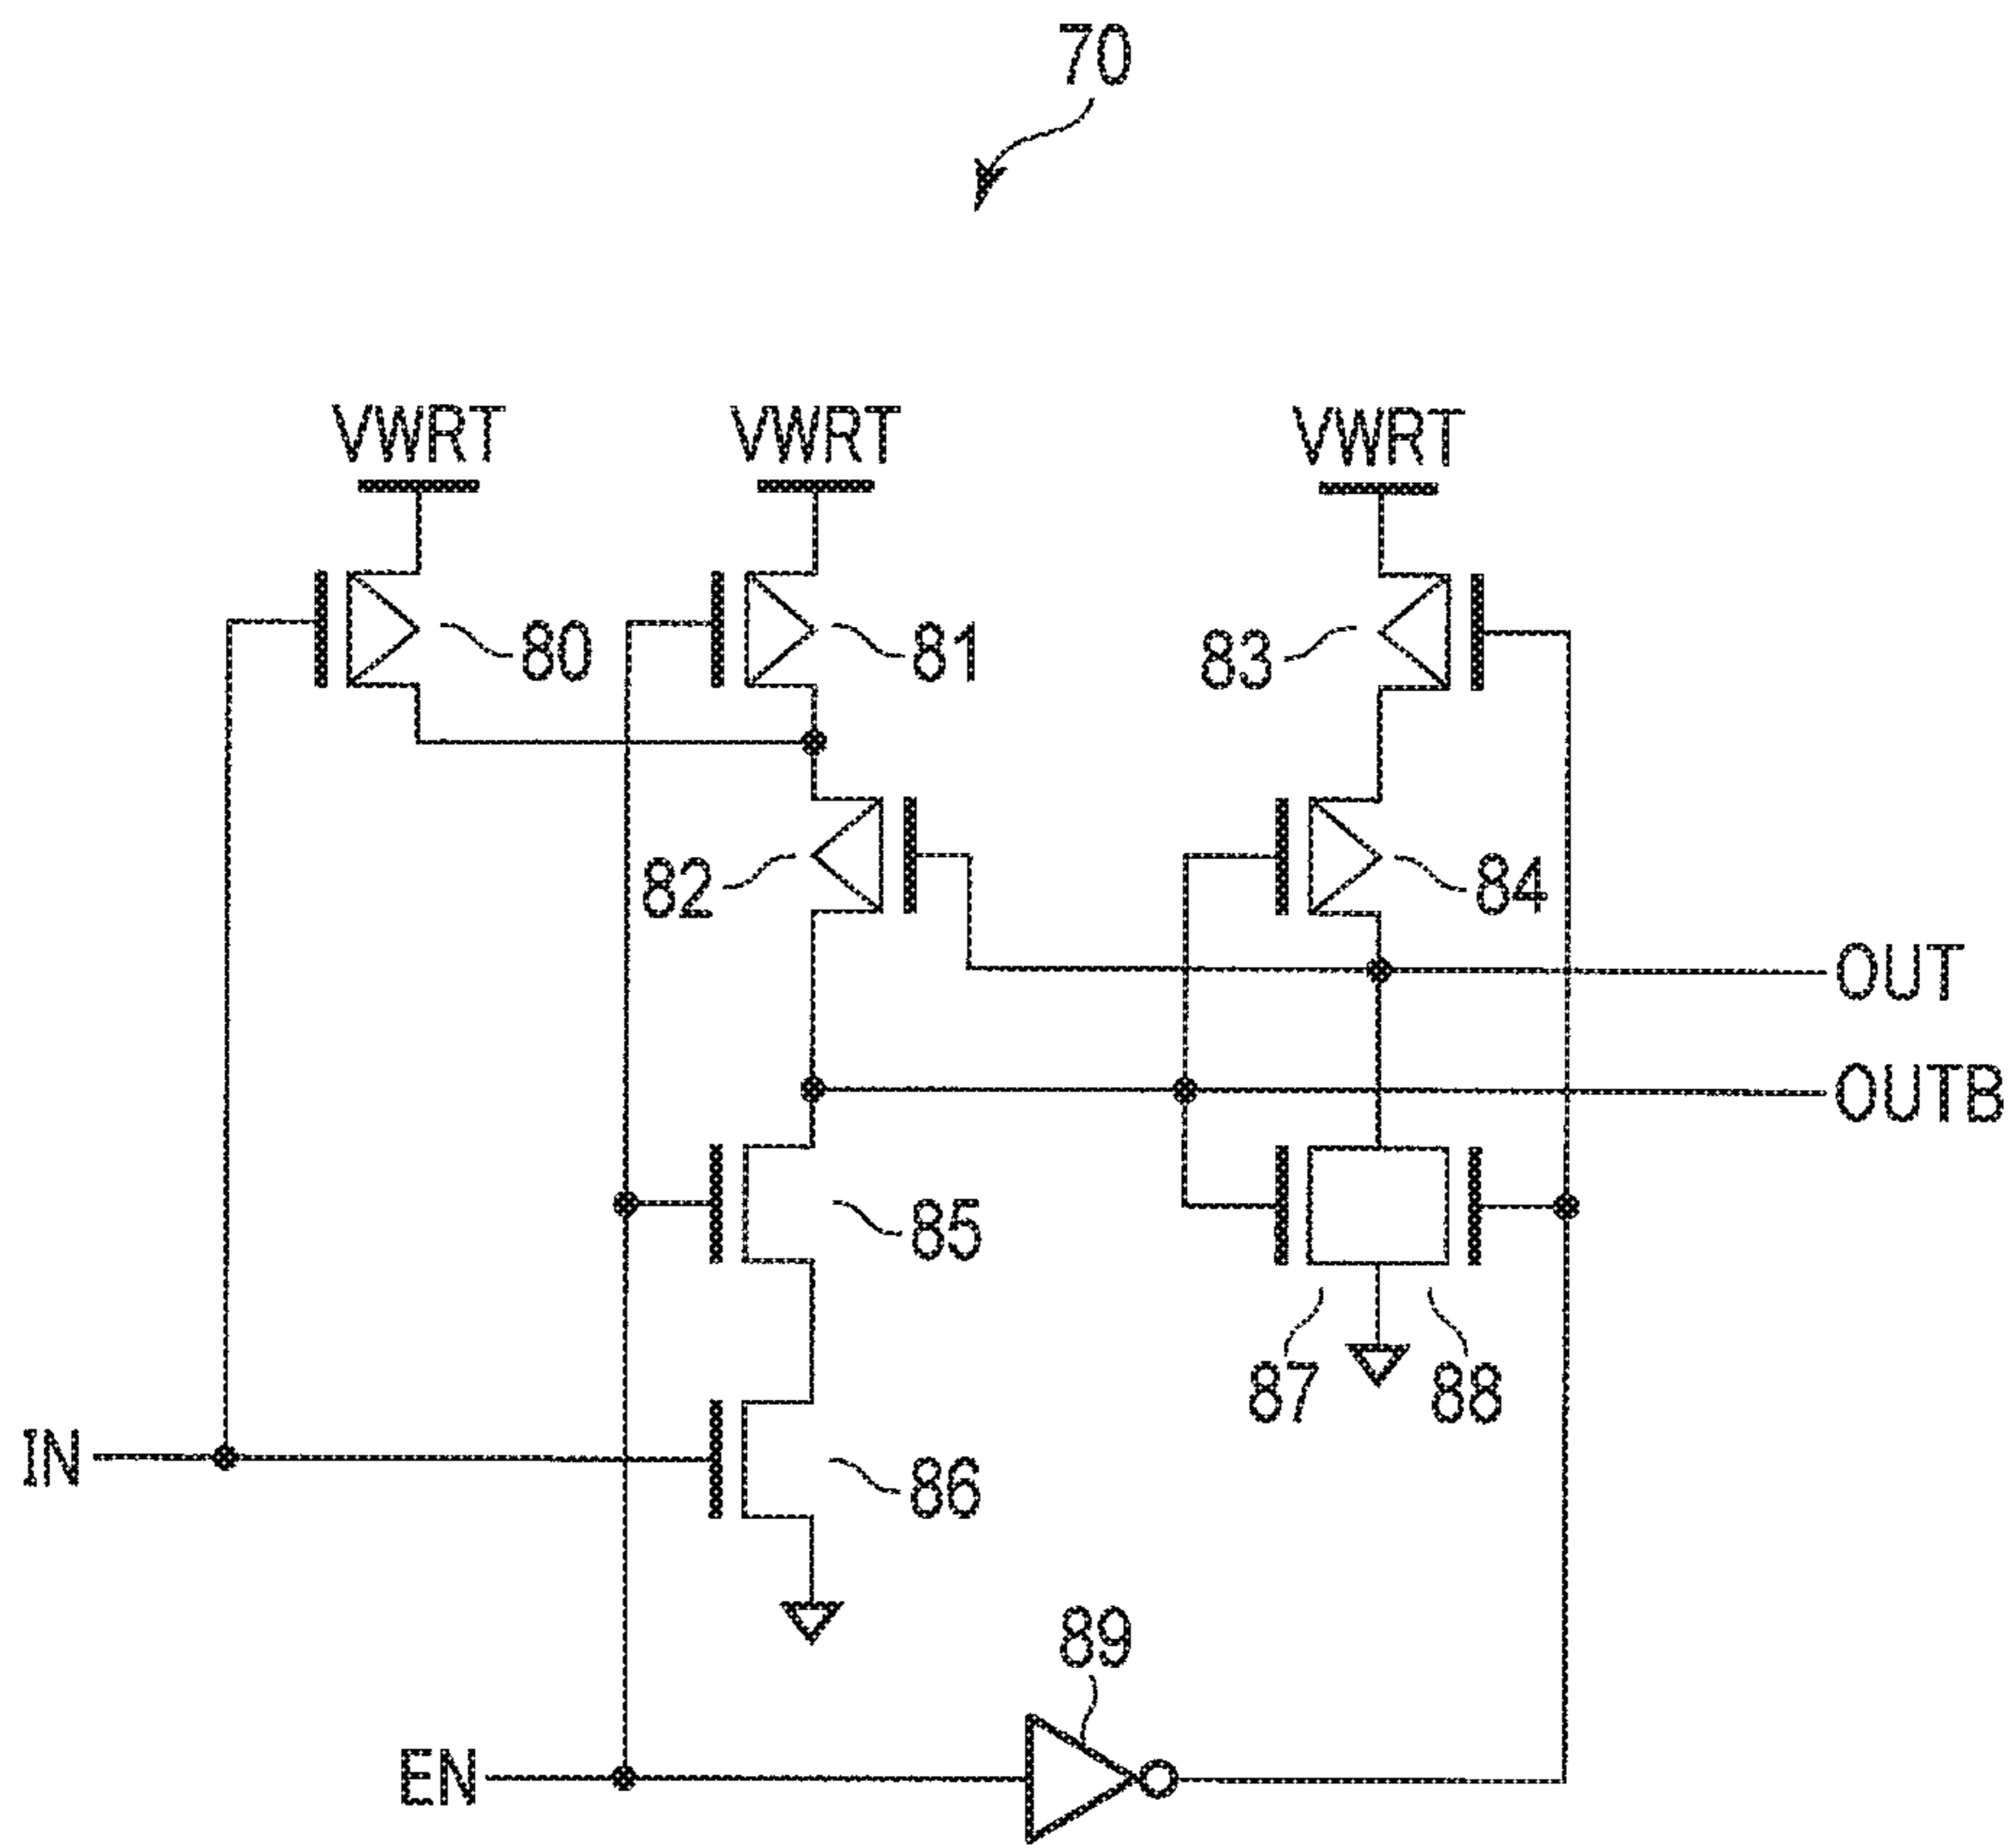 70
VWRT VWRT VWRT
80 81 83
82 84
OUT
OUTB
85
87 88
IN 86
89
EN